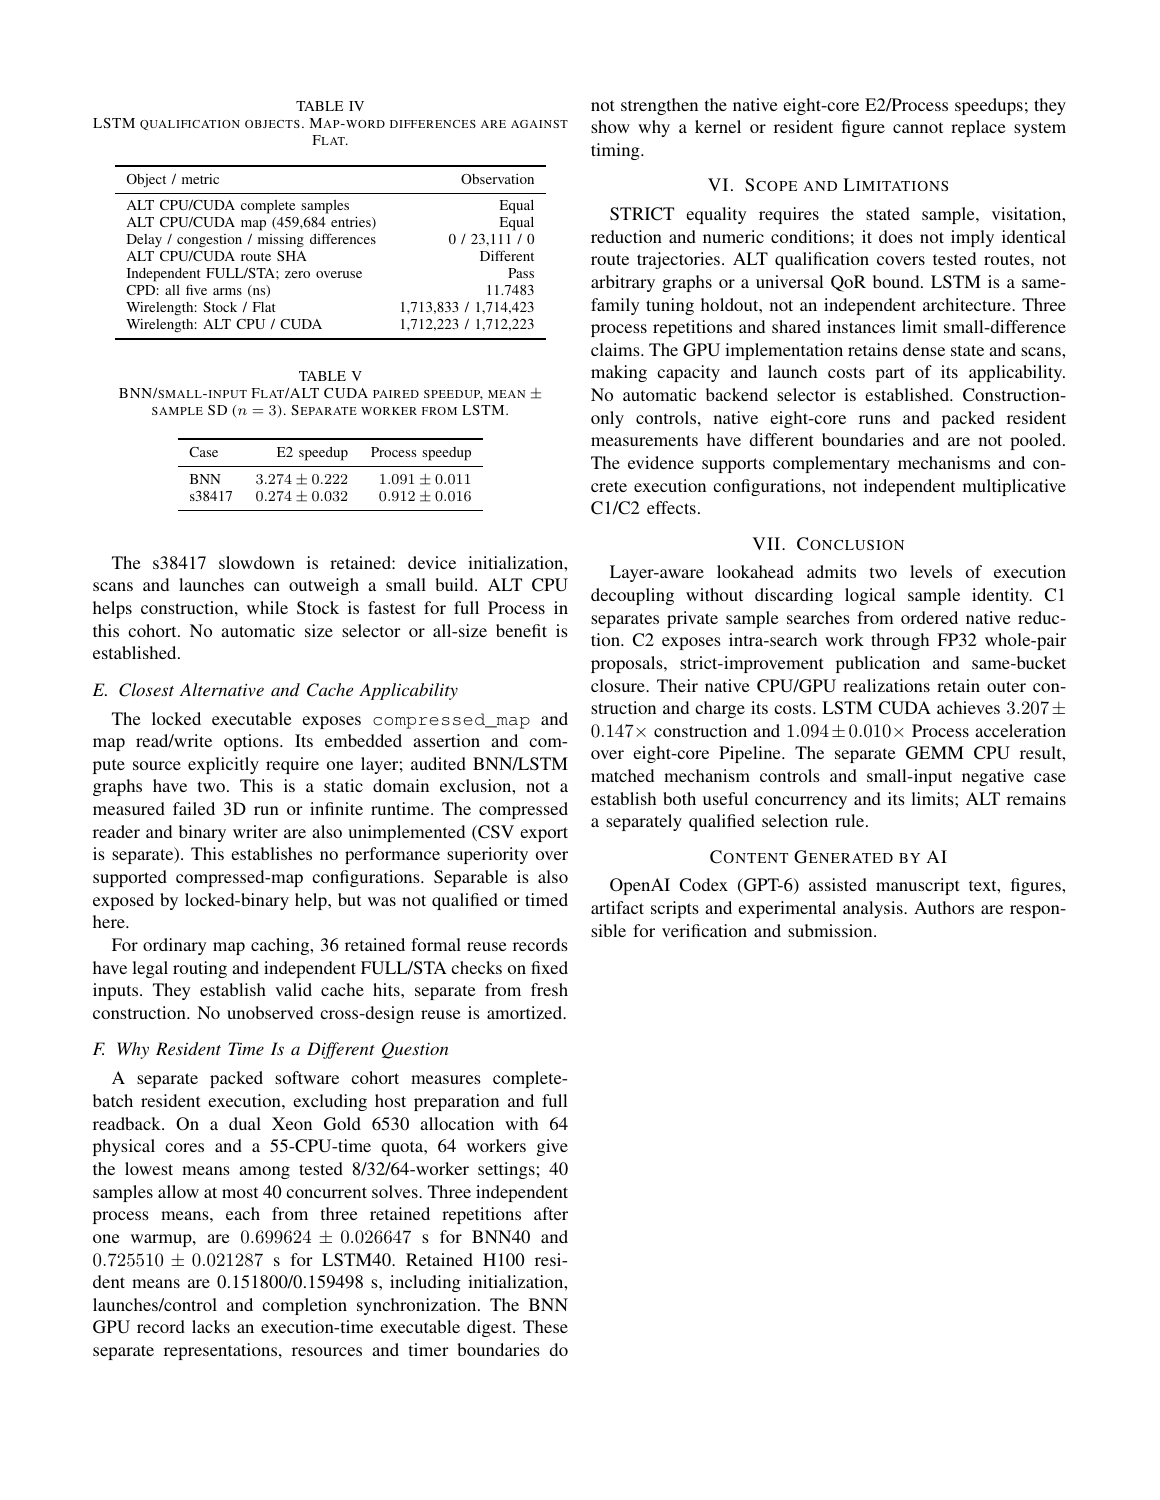 TABLE IV
LSTM QUALIFICATION OBJECTS. MAP-WORD DIFFERENCES ARE AGAINST
FLAT.
Object / metric Observation
ALT CPU/CUDA complete samples Equal
ALT CPU/CUDA map (459,684 entries) Equal
Delay / congestion / missing differences 0 / 23,111 / 0
ALT CPU/CUDA route SHA Different
Independent FULL/STA; zero overuse Pass
CPD: all five arms (ns) 11.7483
Wirelength: Stock / Flat 1,713,833 / 1,714,423
Wirelength: ALT CPU / CUDA 1,712,223 / 1,712,223
TABLE V
BNN/SMALL-INPUT FLAT/ALT CUDA PAIRED SPEEDUP, MEAN ±
SAMPLE SD (n = 3). SEPARATE WORKER FROM LSTM.
Case E2 speedup Process speedup
BNN 3.274 ± 0.222 1.091 ± 0.011
s38417 0.274 ± 0.032 0.912 ± 0.016
The s38417 slowdown is retained: device initialization,
scans and launches can outweigh a small build. ALT CPU
helps construction, while Stock is fastest for full Process in
this cohort. No automatic size selector or all-size benefit is
established.
E. Closest Alternative and Cache Applicability
The locked executable exposes compressed_map and
map read/write options. Its embedded assertion and com-
pute source explicitly require one layer; audited BNN/LSTM
graphs have two. This is a static domain exclusion, not a
measured failed 3D run or infinite runtime. The compressed
reader and binary writer are also unimplemented (CSV export
is separate). This establishes no performance superiority over
supported compressed-map configurations. Separable is also
exposed by locked-binary help, but was not qualified or timed
here.
For ordinary map caching, 36 retained formal reuse records
have legal routing and independent FULL/STA checks on fixed
inputs. They establish valid cache hits, separate from fresh
construction. No unobserved cross-design reuse is amortized.
F. Why Resident Time Is a Different Question
A separate packed software cohort measures complete-
batch resident execution, excluding host preparation and full
readback. On a dual Xeon Gold 6530 allocation with 64
physical cores and a 55-CPU-time quota, 64 workers give
the lowest means among tested 8/32/64-worker settings; 40
samples allow at most 40 concurrent solves. Three independent
process means, each from three retained repetitions after
one warmup, are 0.699624 ± 0.026647 s for BNN40 and
0.725510 ± 0.021287 s for LSTM40. Retained H100 resi-
dent means are 0.151800/0.159498 s, including initialization,
launches/control and completion synchronization. The BNN
GPU record lacks an execution-time executable digest. These
separate representations, resources and timer boundaries do
not strengthen the native eight-core E2/Process speedups; they
show why a kernel or resident figure cannot replace system
timing.
VI. SCOPE AND LIMITATIONS
STRICT equality requires the stated sample, visitation,
reduction and numeric conditions; it does not imply identical
route trajectories. ALT qualification covers tested routes, not
arbitrary graphs or a universal QoR bound. LSTM is a same-
family tuning holdout, not an independent architecture. Three
process repetitions and shared instances limit small-difference
claims. The GPU implementation retains dense state and scans,
making capacity and launch costs part of its applicability.
No automatic backend selector is established. Construction-
only controls, native eight-core runs and packed resident
measurements have different boundaries and are not pooled.
The evidence supports complementary mechanisms and con-
crete execution configurations, not independent multiplicative
C1/C2 effects.
VII. CONCLUSION
Layer-aware lookahead admits two levels of execution
decoupling without discarding logical sample identity. C1
separates private sample searches from ordered native reduc-
tion. C2 exposes intra-search work through FP32 whole-pair
proposals, strict-improvement publication and same-bucket
closure. Their native CPU/GPU realizations retain outer con-
struction and charge its costs. LSTM CUDA achieves 3.207±
0.147× construction and 1.094±0.010× Process acceleration
over eight-core Pipeline. The separate GEMM CPU result,
matched mechanism controls and small-input negative case
establish both useful concurrency and its limits; ALT remains
a separately qualified selection rule.
CONTENT GENERATED BY AI
OpenAI Codex (GPT-6) assisted manuscript text, figures,
artifact scripts and experimental analysis. Authors are respon-
sible for verification and submission.